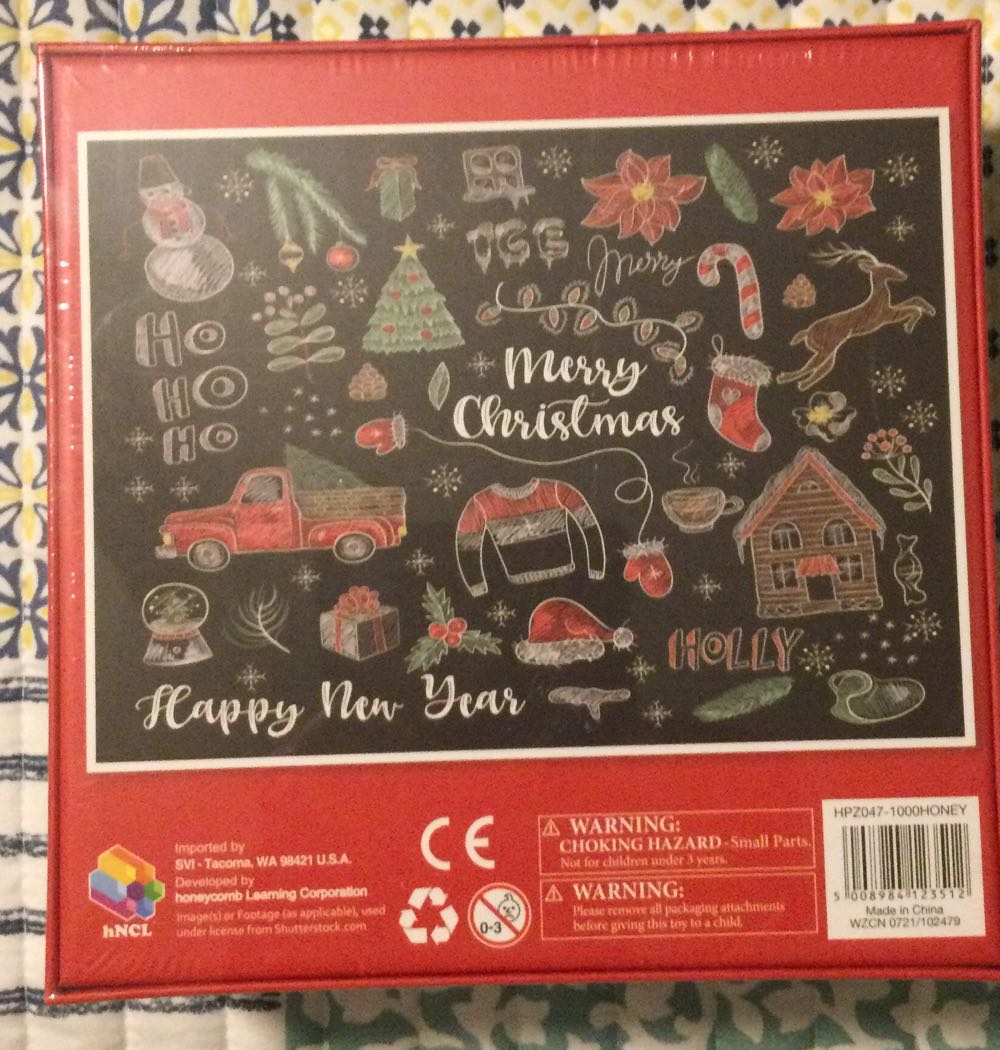 ICE
Merry
HO
HO
HO
Merry
Christmas
HOLLY
Happy New Year
hNCL
Imported by
SVI - Tacoma, WA 98421 U.S.A.
Developed by
honeycomb Learning Corporation
Image(s) or Footage (as applicable), used
under license from Shutterstock.com
CE
0-3
WARNING:
CHOKING HAZARD - Small Parts.
Not for children under 3 years.
WARNING:
Please remove all packaging attachments
before giving this toy to a child.
HPZ047-1000HONEY
5 008984 123512
Made in China
WZCN 0721/102479